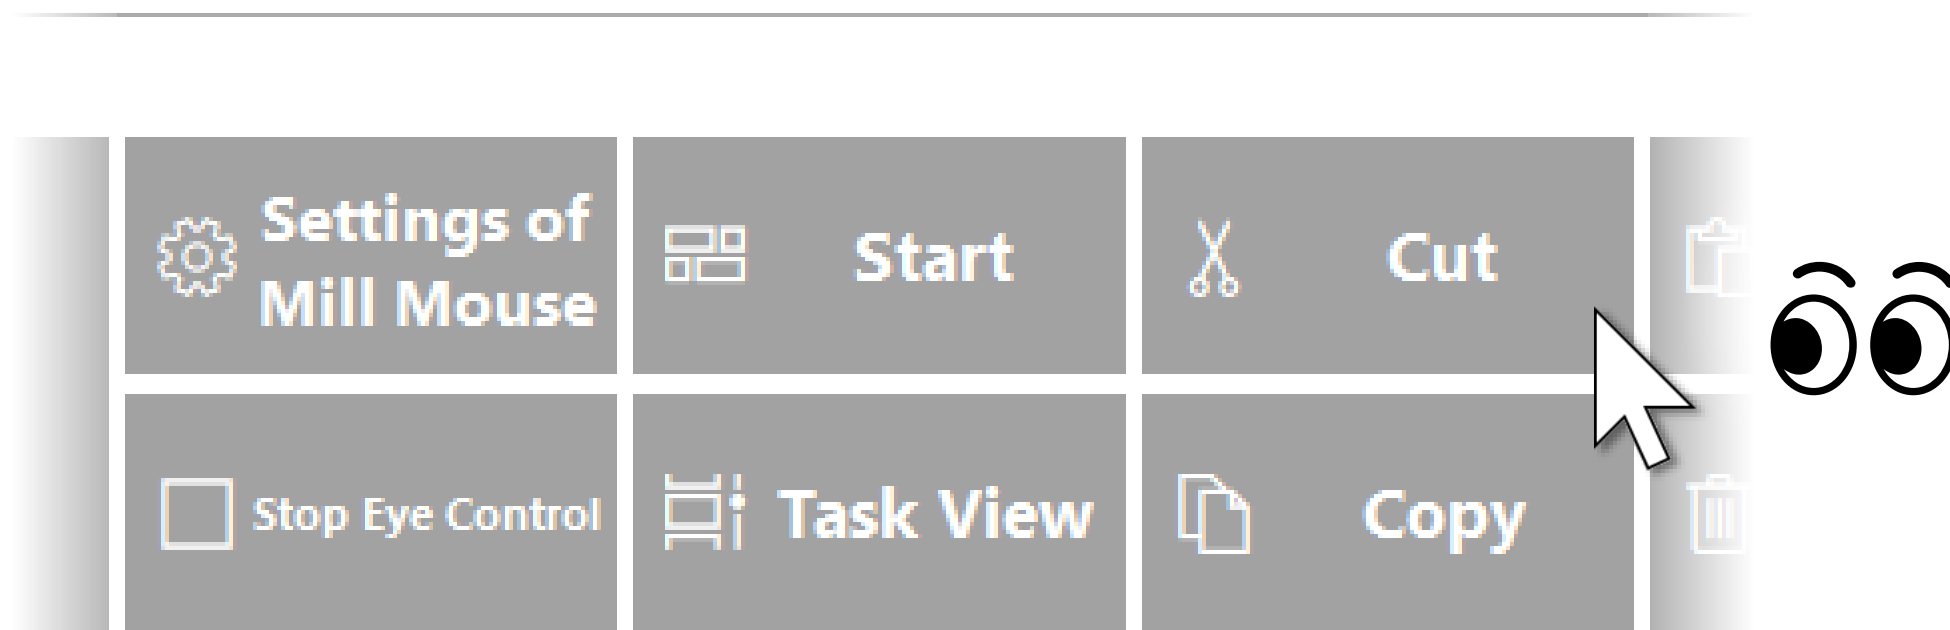 Settings of
Mill Mouse
Start
Cut
Stop Eye Control
Task View
Copy